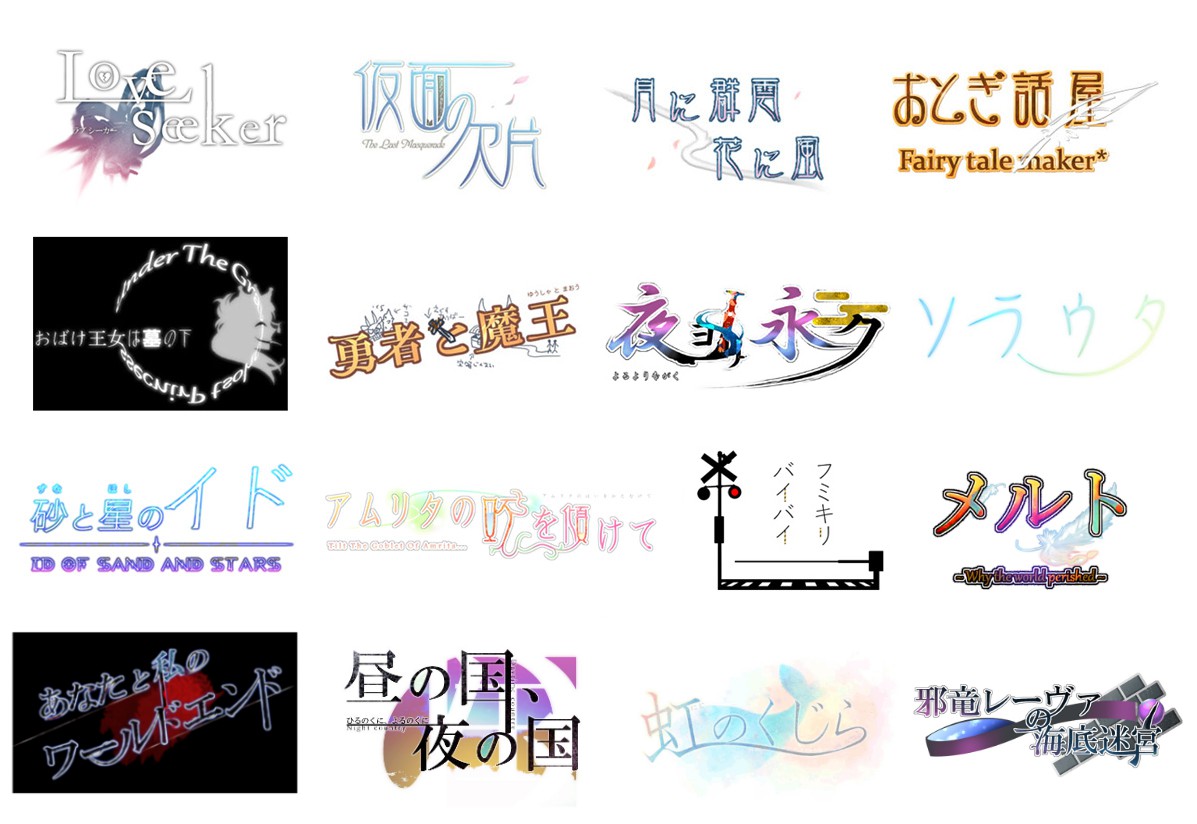 Love
Seeker
ラブシーカー
仮面の
欠片
The Last Masquerade
月に群雨
花に風
おとぎ話屋
Fairy tale maker*
Under The Gra
おばけ王女は墓の下
ゆうしゃ と まおう
勇者と魔王
夜ヨリ永ク
よるよりもがく
ソラウタ
すな ほし
砂と星のイド
ID OF SAND AND STARS
アムリタの吃を傾けて
Till The Goblet Of Amrita...
フミキリ
バイバイ
メルト
~Why the world perished~
あなたと私の
ワールドエンド
昼の国、
ひるのくに、よるのくに
Night country
夜の国
虹のくじら
邪竜レーヴァ
の
海底迷宮